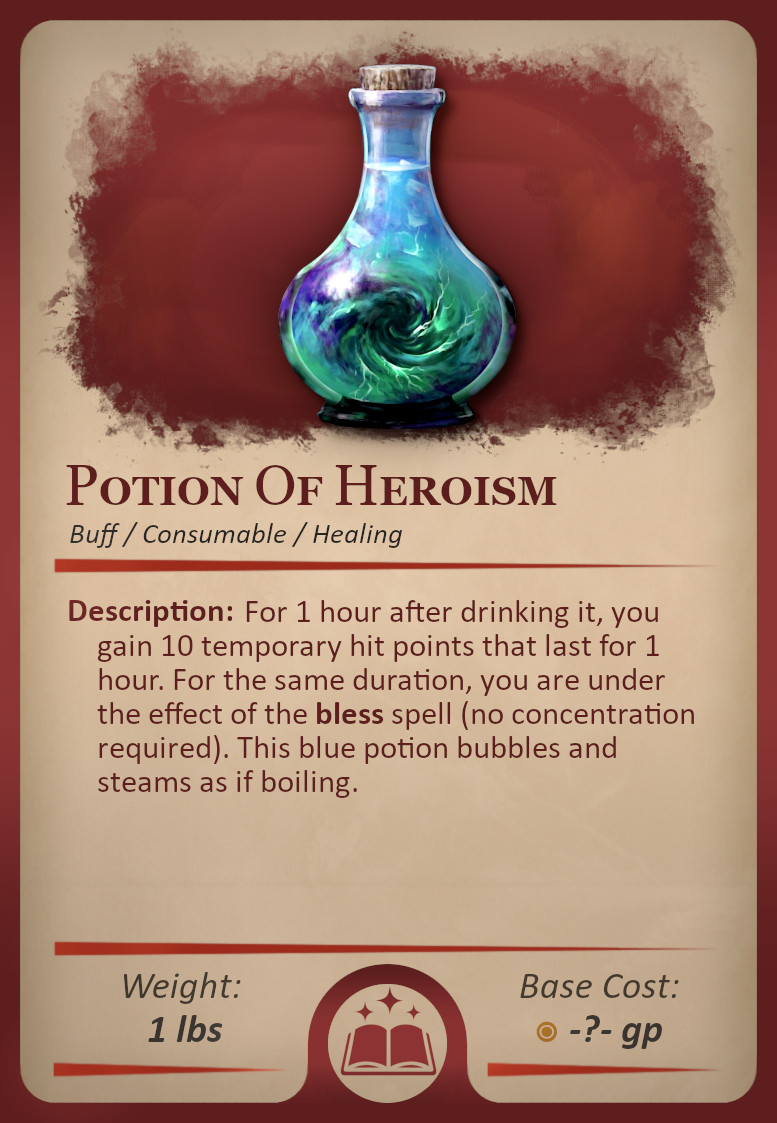 Potion Of Heroism
Buff / Consumable / Healing
Description: For 1 hour after drinking it, you
gain 10 temporary hit points that last for 1
hour. For the same duration, you are under
the effect of the bless spell (no concentration
required). This blue potion bubbles and
steams as if boiling.
Weight:
1 lbs
Base Cost:
-?- gp